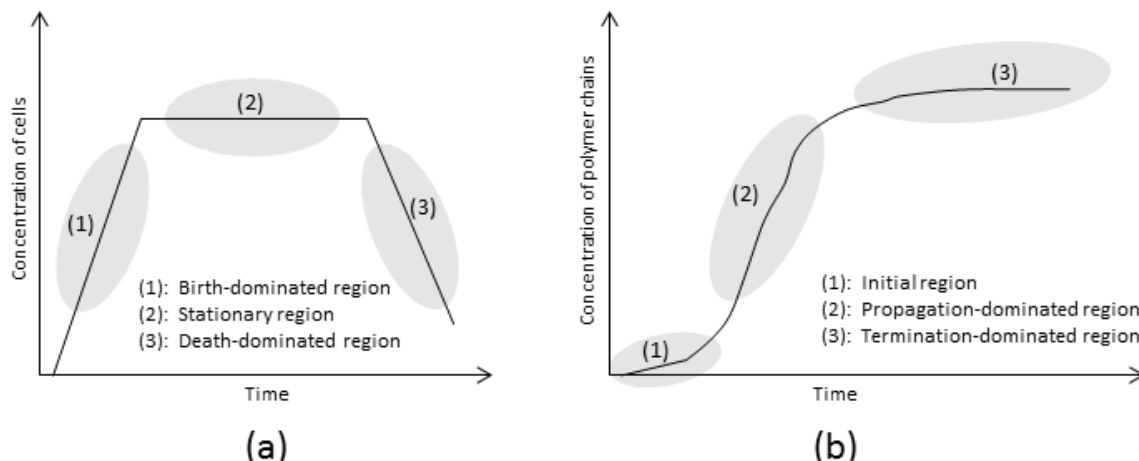 Concentration of cells
(1)
(2)
(3)
(1): Birth-dominated region
(2): Stationary region
(3): Death-dominated region
Time
(a)
Concentration of polymer chains
(1)
(2)
(3)
(1): Initial region
(2): Propagation-dominated region
(3): Termination-dominated region
Time
(b)